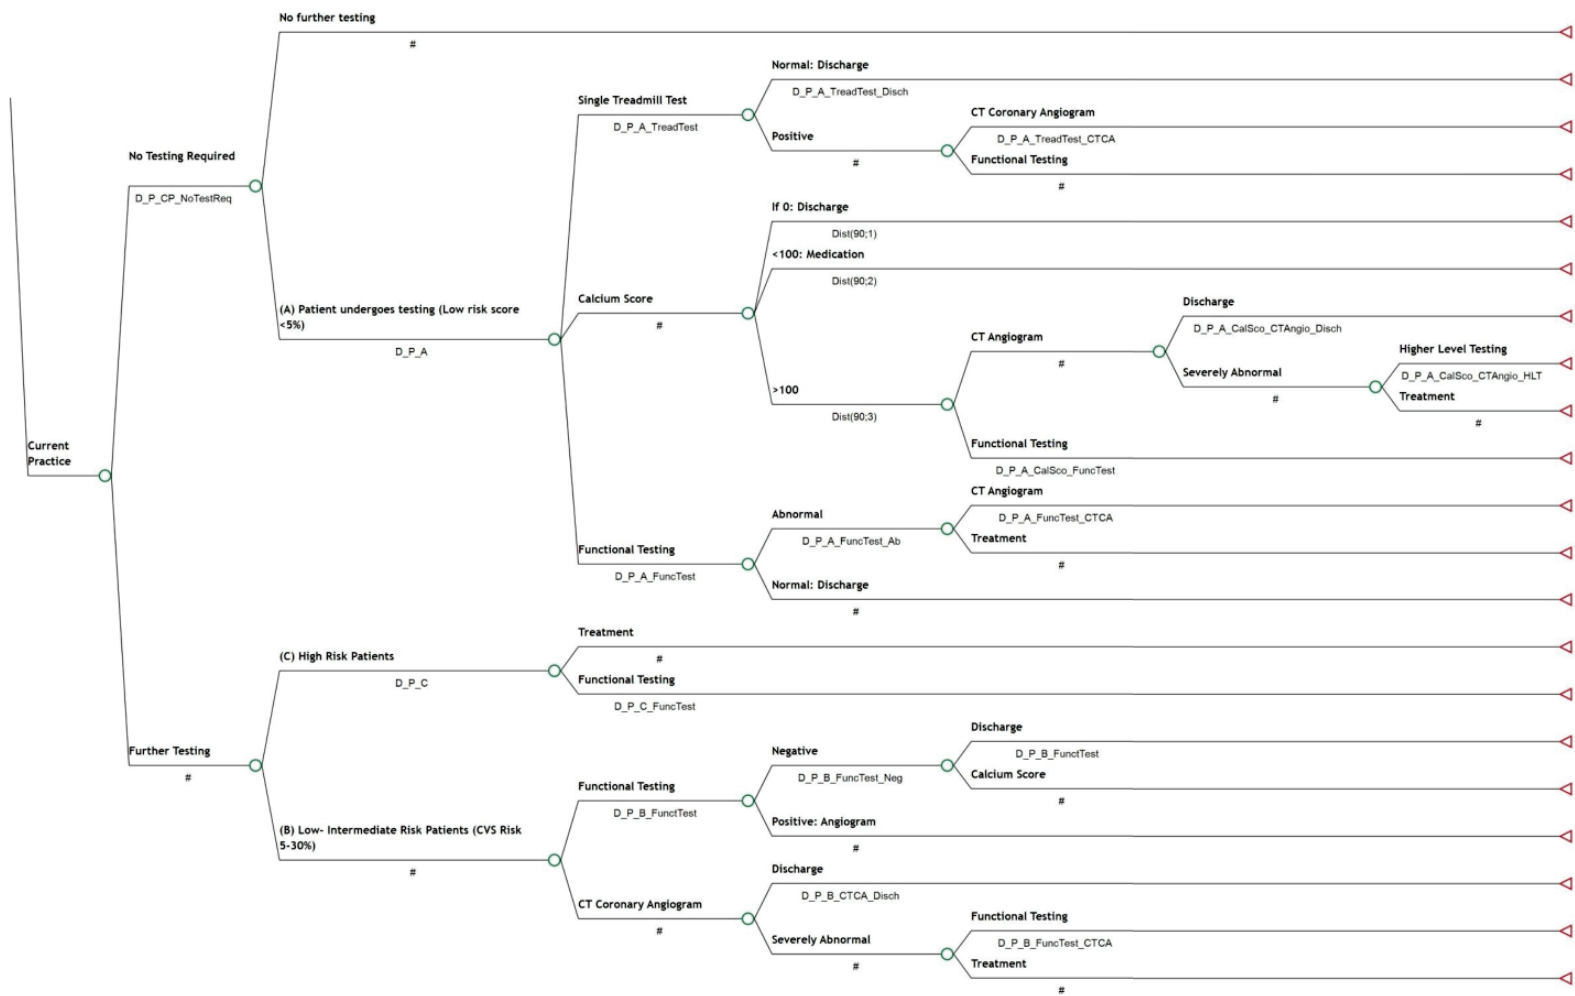 No further testing
#
Normal: Discharge
D_P_A_TreadTest_Disch
Single Treadmill Test
D_P_A_TreadTest
CT Coronary Angiogram
D_P_A_TreadTest_CTCA
Positive
#
Functional Testing
#
No Testing Required
D_P_CP_NoTestReq
If 0: Discharge
Dist(90;1)
<100: Medication
Dist(90;2)
Calcium Score
#
(A) Patient undergoes testing (Low risk score
<5%)
D_P_A
Discharge
D_P_A_CalSco_CTAngio_Disch
CT Angiogram
#
Higher Level Testing
D_P_A_CalSco_CTAngio_HLT
Severely Abnormal
#
Treatment
#
>100
Dist(90;3)
Functional Testing
D_P_A_CalSco_FuncTest
Current
Practice
CT Angiogram
D_P_A_FuncTest_CTCA
Abnormal
D_P_A_FuncTest_Ab
Treatment
#
Functional Testing
D_P_A_FuncTest
Normal: Discharge
#
Treatment
#
(C) High Risk Patients
D_P_C
Functional Testing
D_P_C_FuncTest
Further Testing
#
Discharge
D_P_B_FunctTest
Negative
D_P_B_FuncTest_Neg
Calcium Score
#
Functional Testing
D_P_B_FunctTest
Positive: Angiogram
#
(B) Low- Intermediate Risk Patients (CVS Risk
5-30%)
#
Discharge
D_P_B_CTCA_Disch
CT Coronary Angiogram
#
Functional Testing
D_P_B_FuncTest_CTCA
Severely Abnormal
#
Treatment
#